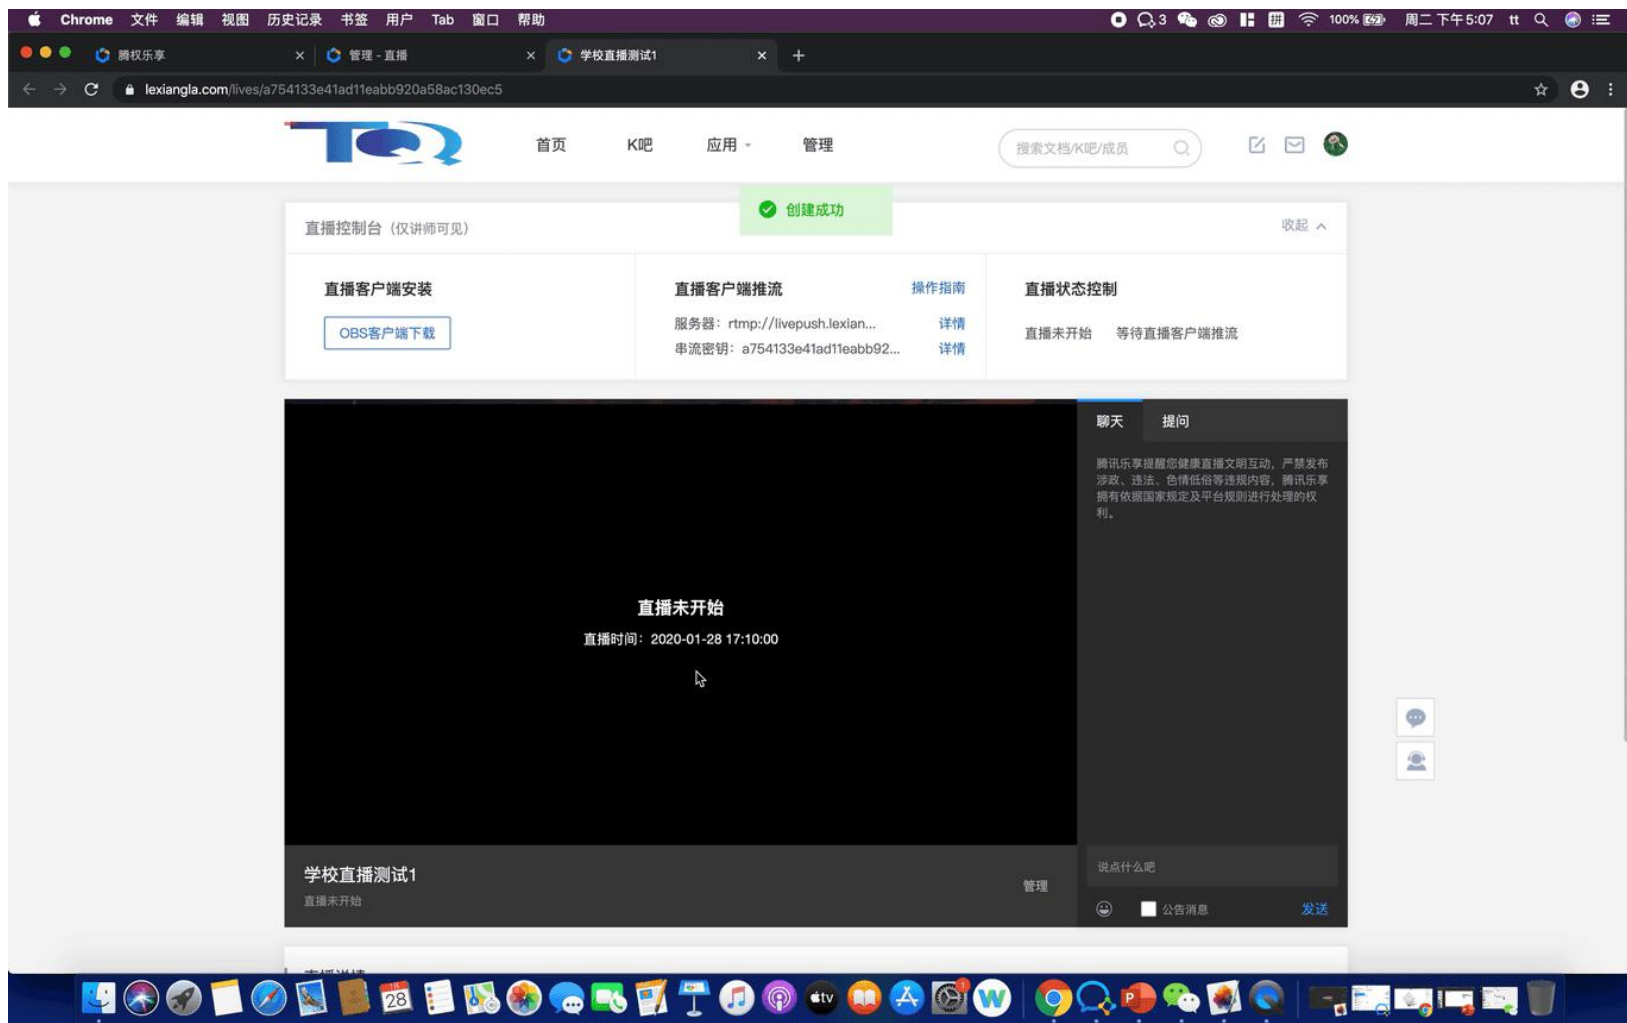 Chrome 文件 编辑 视图 历史记录 书签 用户 Tab 窗口 帮助 3 拼 100% 周二下午5:07 tt
腾权乐享 管理 - 直播 学校直播测试1
lexiangla.com/lives/a754133e41ad11eabb920a58ac130ec5
TQ 首页 K吧 应用 管理 搜索文档/K吧/成员
创建成功
直播控制台（仅讲师可见） 收起
直播客户端安装 直播客户端推流 操作指南 直播状态控制
OBS客户端下载 服务器：rtmp://livepush.lexian... 详情 直播未开始 等待直播客户端推流
串流密钥：a754133e41ad11eabb92... 详情
聊天 提问
腾讯乐享提醒您健康直播文明互动，严禁发布
涉政、违法、色情低俗等违规内容，腾讯乐享
拥有依据国家规定及平台规则进行处理的权
利。
直播未开始
直播时间：2020-01-28 17:10:00
学校直播测试1 管理
直播未开始
说点什么吧
公告消息 发送
28 tv W P